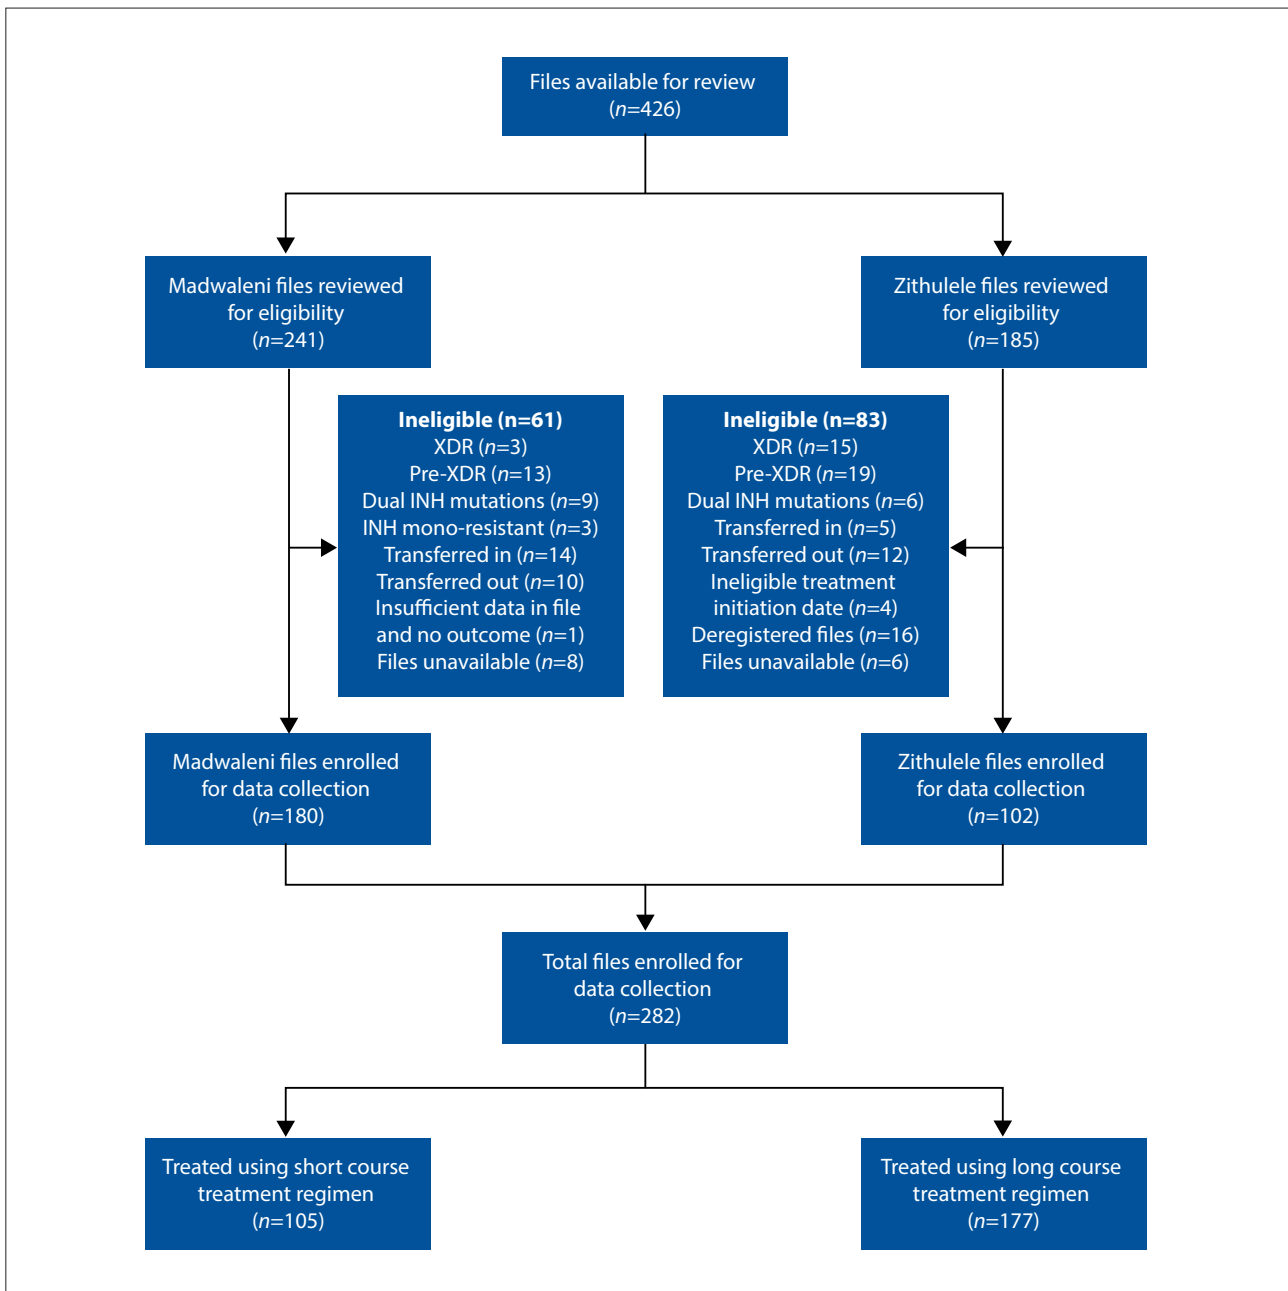 Files available for review
(n=426)
Madwaleni files reviewed
for eligibility
(n=241)
Zithulele files reviewed
for eligibility
(n=185)
Ineligible (n=61)
XDR (n=3)
Pre-XDR (n=13)
Dual INH mutations (n=9)
INH mono-resistant (n=3)
Transferred in (n=14)
Transferred out (n=10)
Insufficient data in file
and no outcome (n=1)
Files unavailable (n=8)
Ineligible (n=83)
XDR (n=15)
Pre-XDR (n=19)
Dual INH mutations (n=6)
Transferred in (n=5)
Transferred out (n=12)
Ineligible treatment
initiation date (n=4)
Deregistered files (n=16)
Files unavailable (n=6)
Madwaleni files enrolled
for data collection
(n=180)
Zithulele files enrolled
for data collection
(n=102)
Total files enrolled for
data collection
(n=282)
Treated using short course
treatment regimen
(n=105)
Treated using long course
treatment regimen
(n=177)